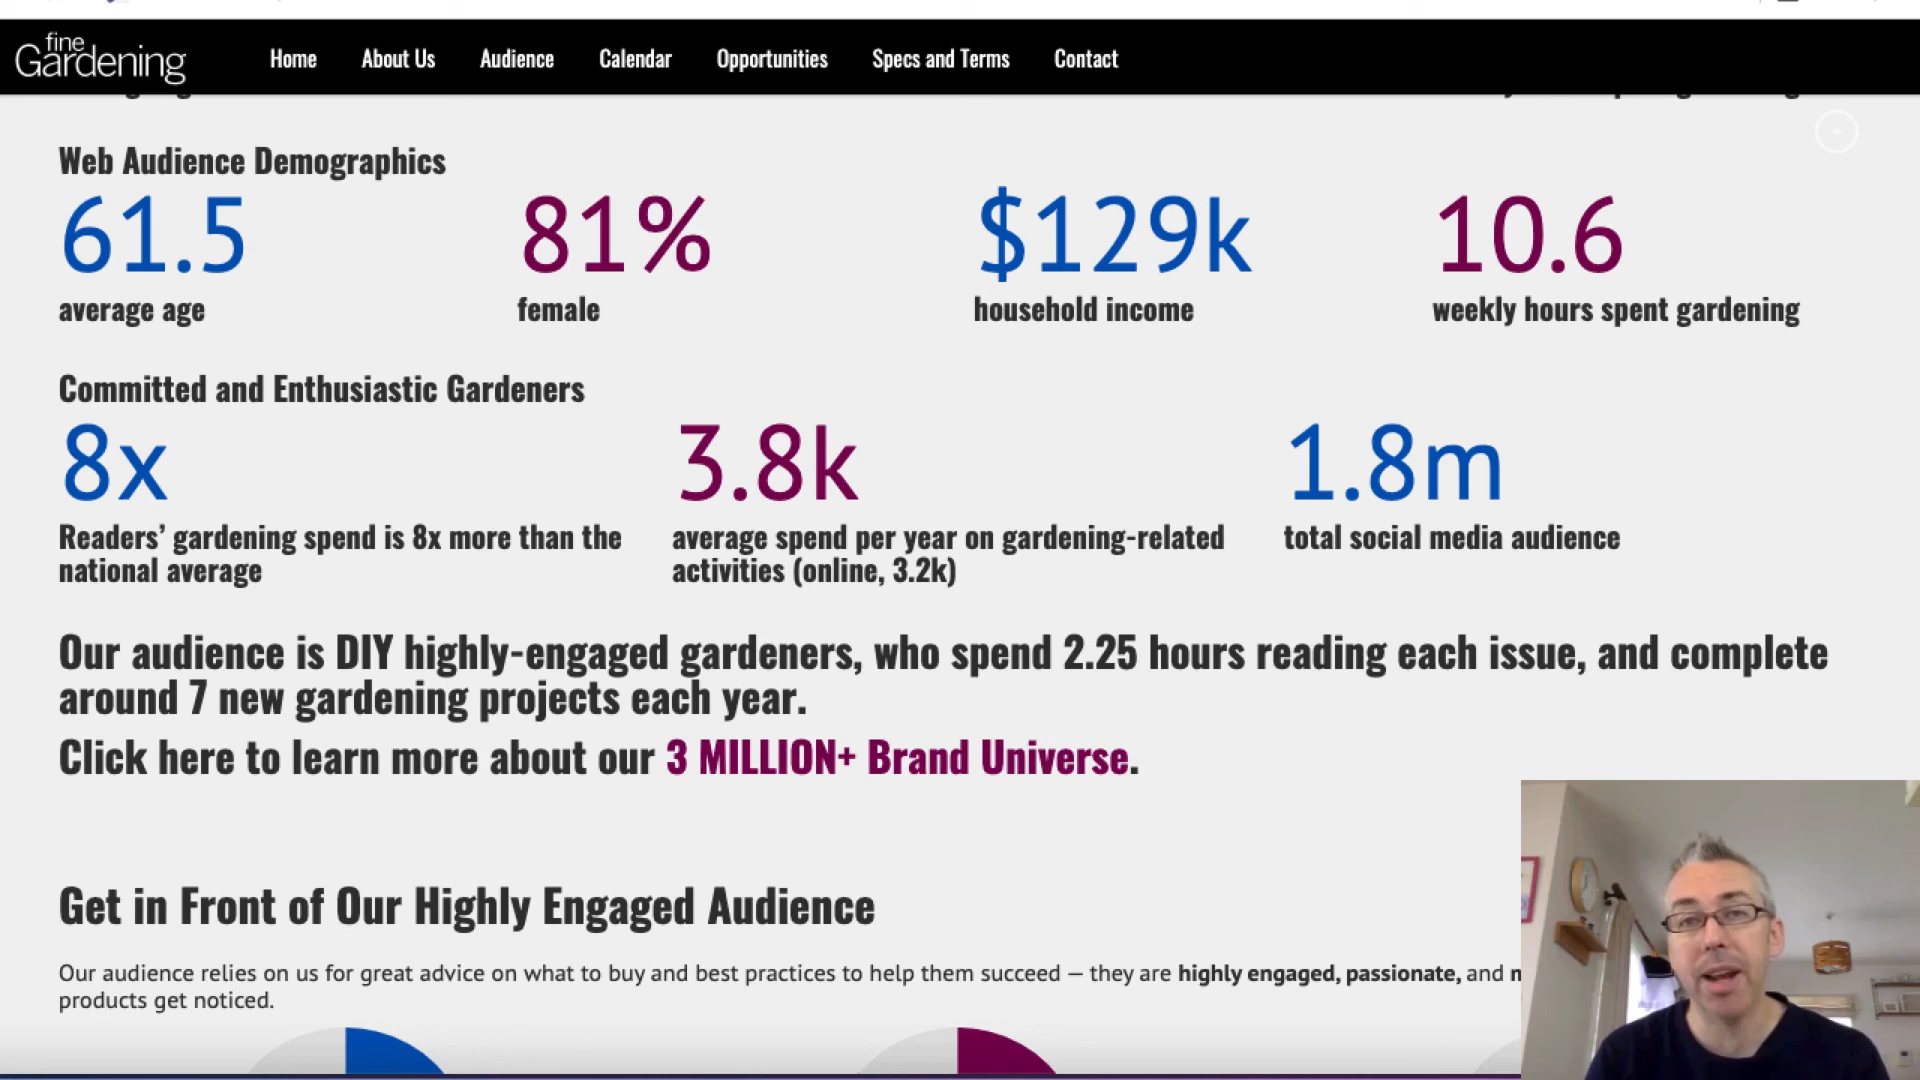 fine
Gardening
Home About Us Audience Calendar Opportunities Specs and Terms Contact
Web Audience Demographics
61.5 81% $129k 10.6
average age female household income weekly hours spent gardening
Committed and Enthusiastic Gardeners
8x 3.8k 1.8m
Readers’ gardening spend is 8x more than the average spend per year on gardening-related total social media audience
national average activities (online, 3.2k)
Our audience is DIY highly-engaged gardeners, who spend 2.25 hours reading each issue, and complete
around 7 new gardening projects each year.
Click here to learn more about our 3 MILLION+ Brand Universe.
Get in Front of Our Highly Engaged Audience
Our audience relies on us for great advice on what to buy and best practices to help them succeed — they are highly engaged, passionate, and
products get noticed.